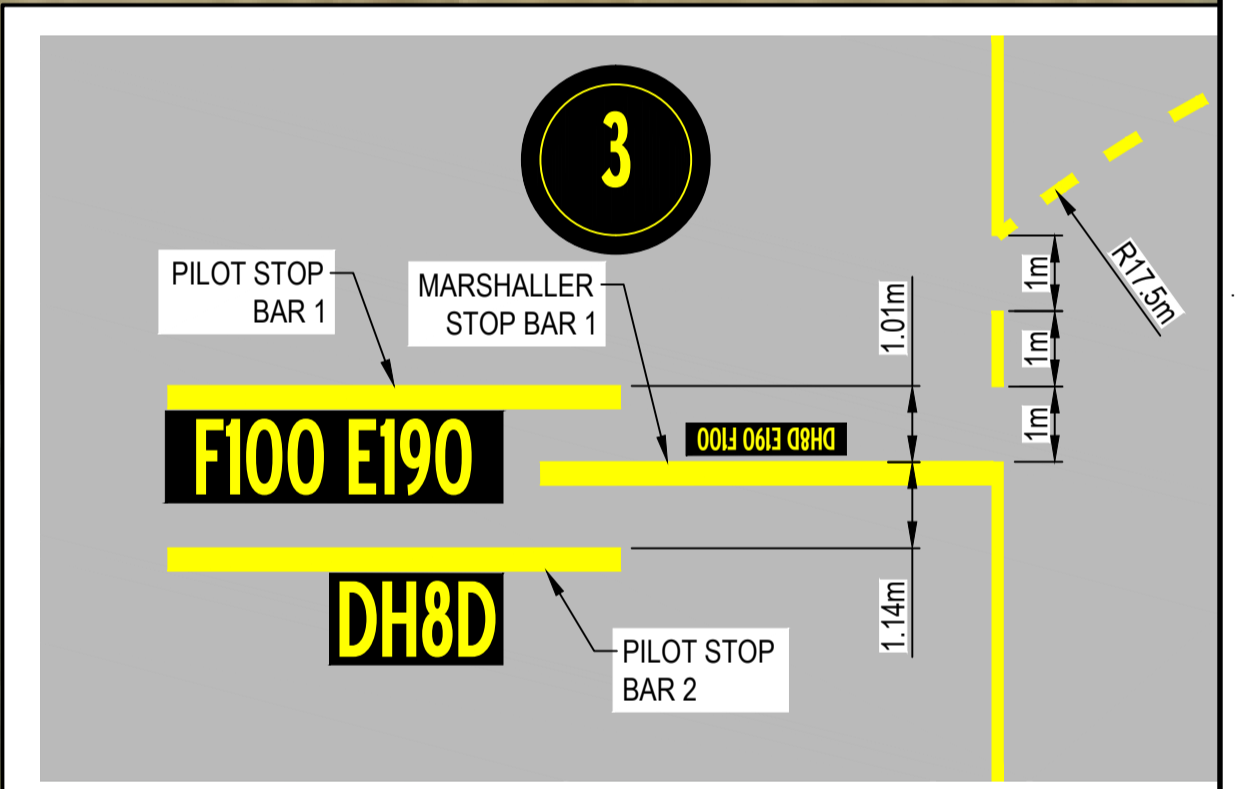 3
PILOT STOP
BAR 1
MARSHALLER
STOP BAR 1
1.01m
1m
1m
1m
R17.5m
F100 E190
DH8D E190 F100
DH8D
1.14m
PILOT STOP
BAR 2